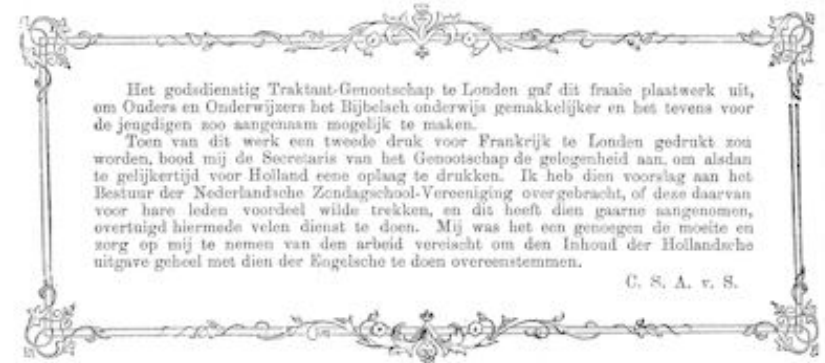 Het godsdienstig Traktaat-Genootschap te Londen gaf dit fraaie plaatwerk uit,
om Ouders en Onderwijzers het Bijbelsch onderwijs gemakkelijker en het tevens voor
de jeugdigen zoo aangenaam mogelijk te maken.
Toen van dit werk een tweede druk voor Frankrijk te Londen gedrukt zou
worden, bood mij de Secretaris van het Genootschap de gelegenheid aan, om alsdan
te gelijkertijd voor Holland eene oplaag te drukken. Ik heb dien voorslag aan het
Bestuur der Nederlandsche Zondagschool-Vereeniging overgebracht, of deze daarvan
voor hare leden voordeel wilde trekken, en dit heeft dien gaarne aangenomen,
overtuigd hiermede velen dienst te doen. Mij was het een genoegen de moeite en
zorg op mij te nemen van den arbeid vereischt om den Inhoud der Hollandsche
uitgave geheel met dien der Engelsche te doen overeenstemmen.
C. S. A. v. S.